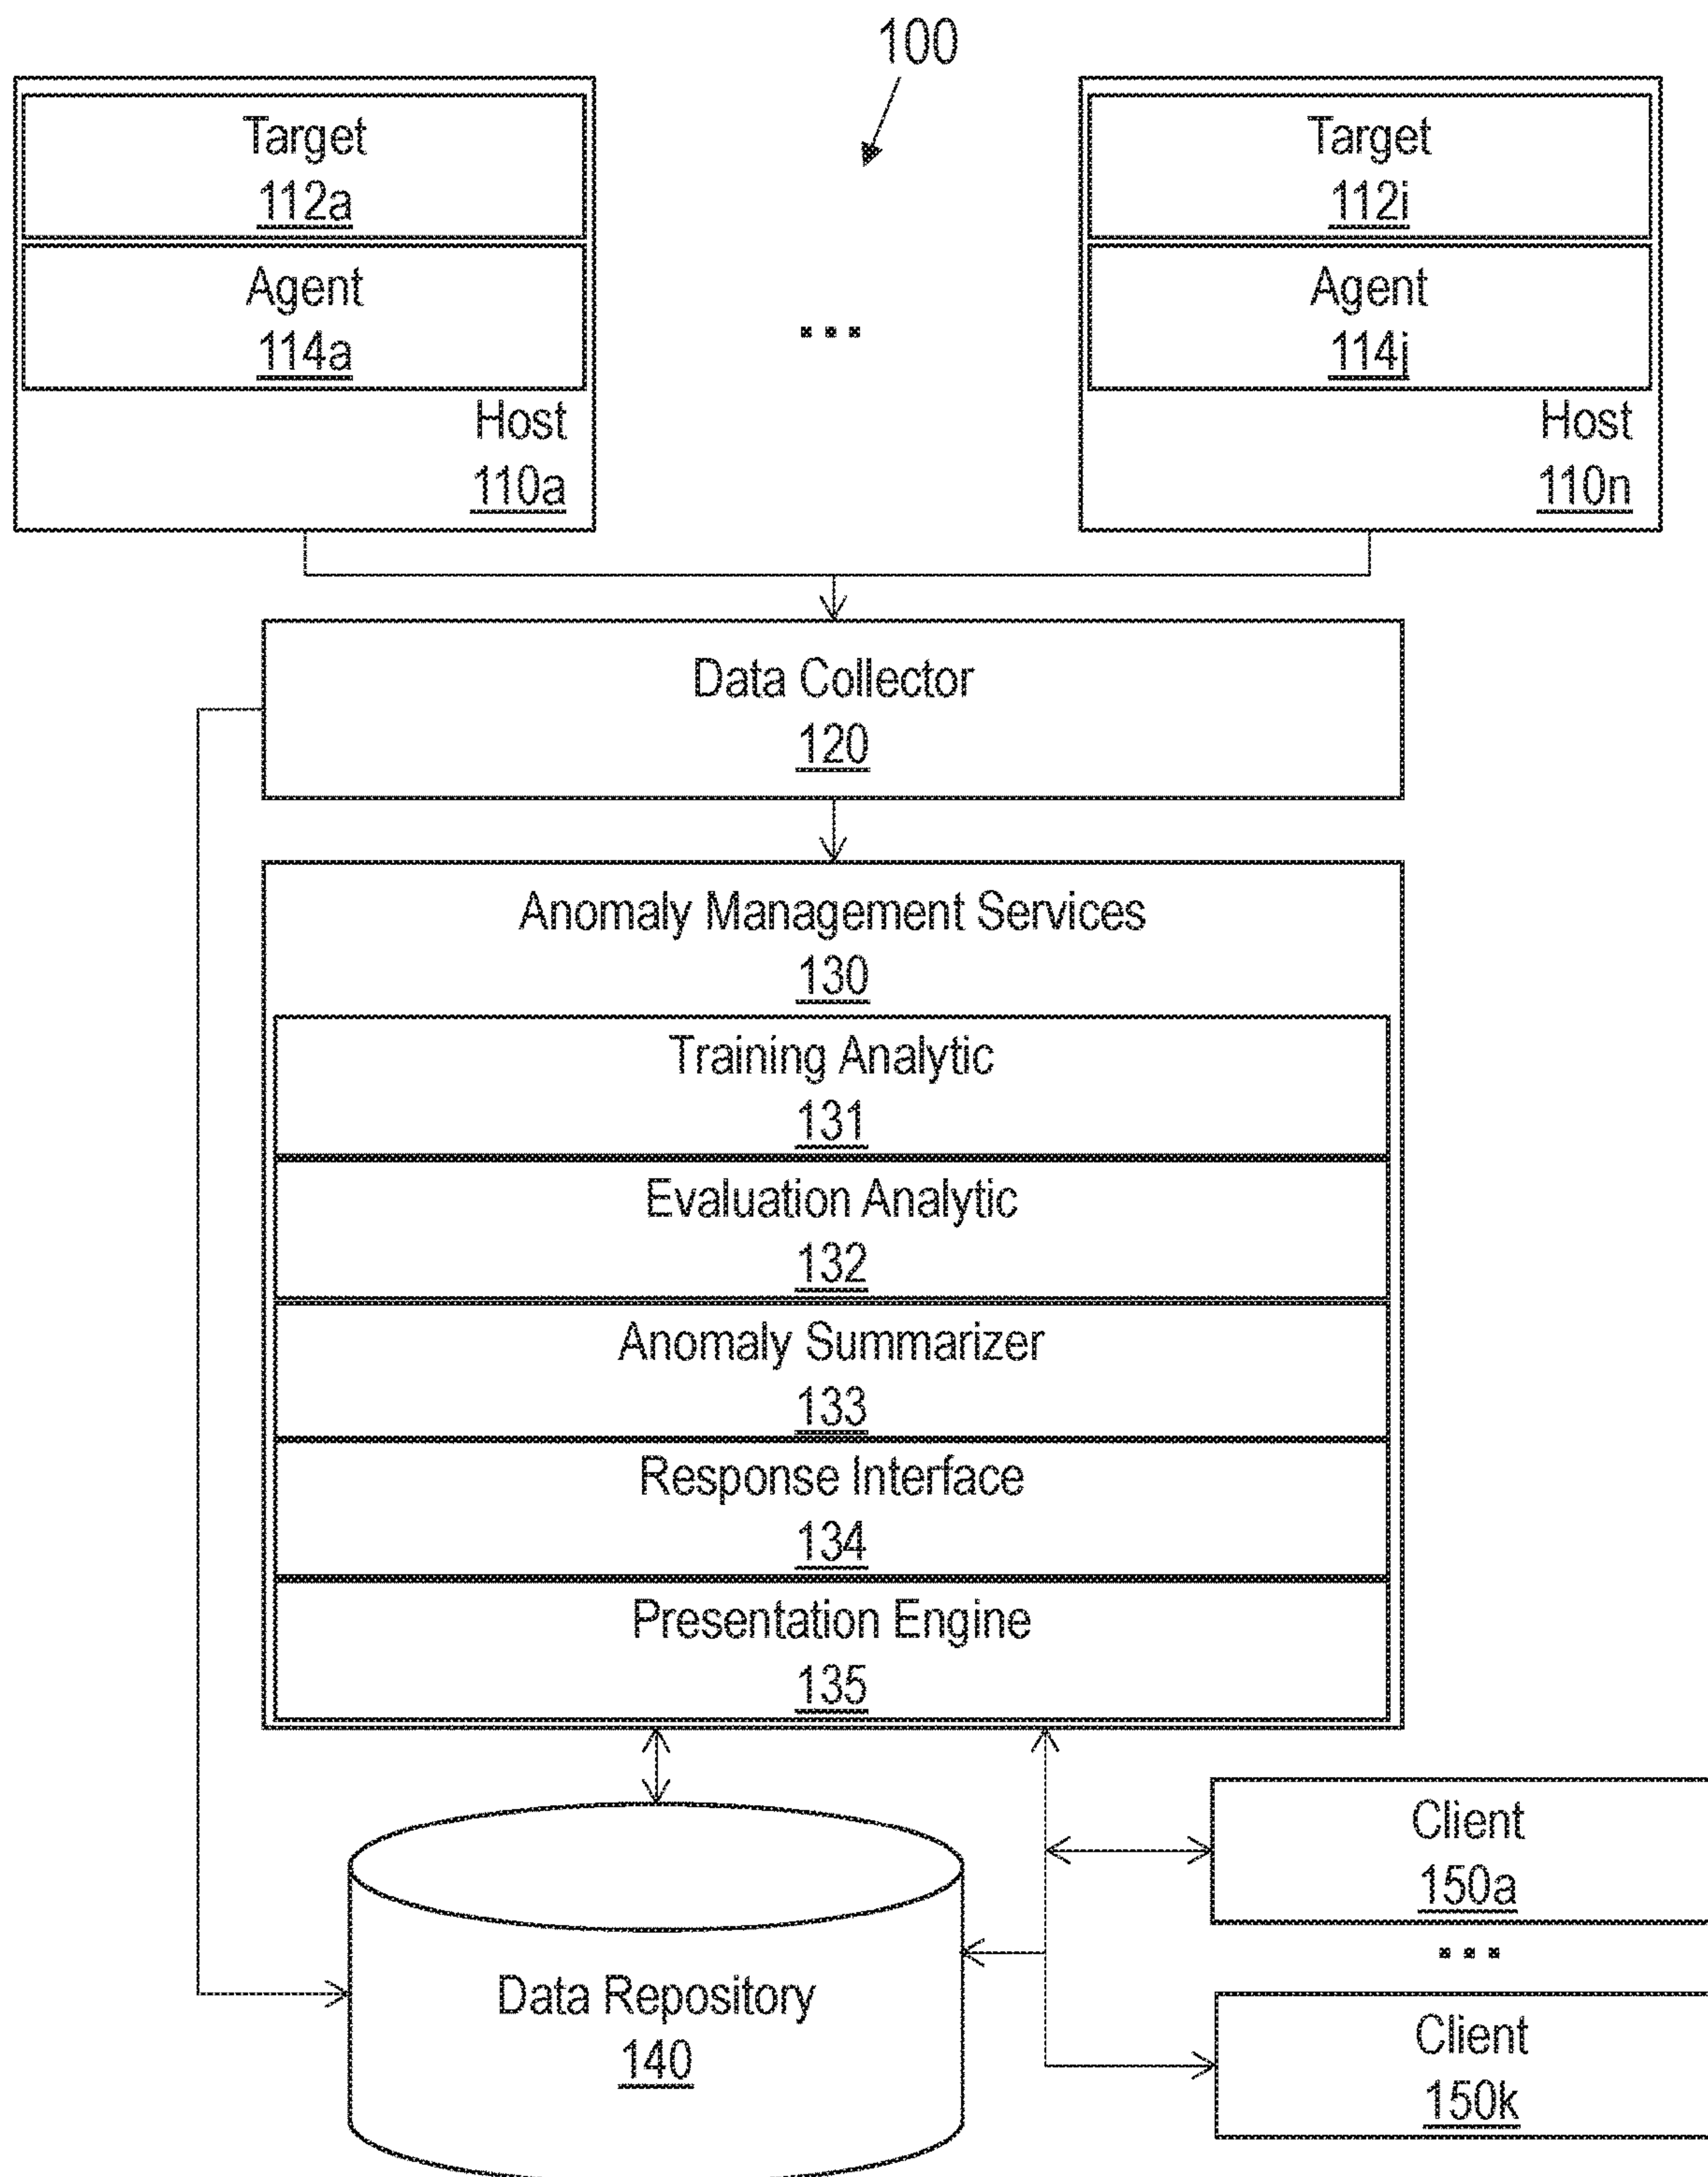 100
Target
112a
Agent
114a
Host
110a
...
Target
112i
Agent
114j
Host
110n
Data Collector
120
Anomaly Management Services
130
Training Analytic
131
Evaluation Analytic
132
Anomaly Summarizer
133
Response Interface
134
Presentation Engine
135
Data Repository
140
Client
150a
...
Client
150k